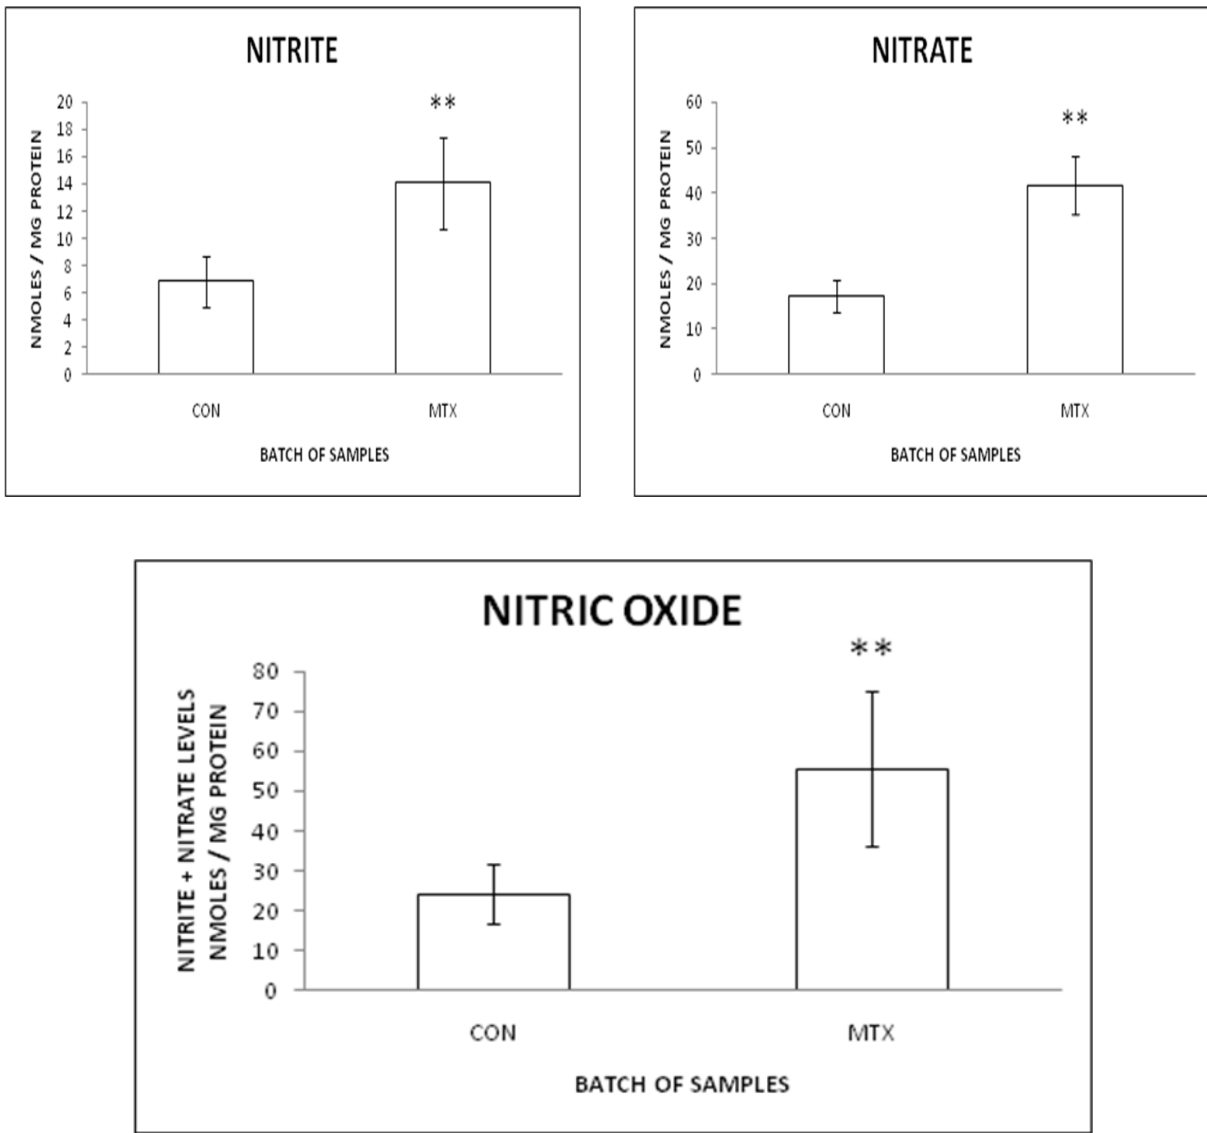 NITRITE
**
NMOLES / MG PROTEIN
20
18
16
14
12
10
8
6
4
2
0
CON
MTX
BATCH OF SAMPLES
NITRATE
**
NMOLES / MG PROTEIN
60
50
40
30
20
10
0
CON
MTX
BATCH OF SAMPLES
NITRIC OXIDE
**
NITRITE + NITRATE LEVELS
NMOLES / MG PROTEIN
80
70
60
50
40
30
20
10
0
CON
MTX
BATCH OF SAMPLES